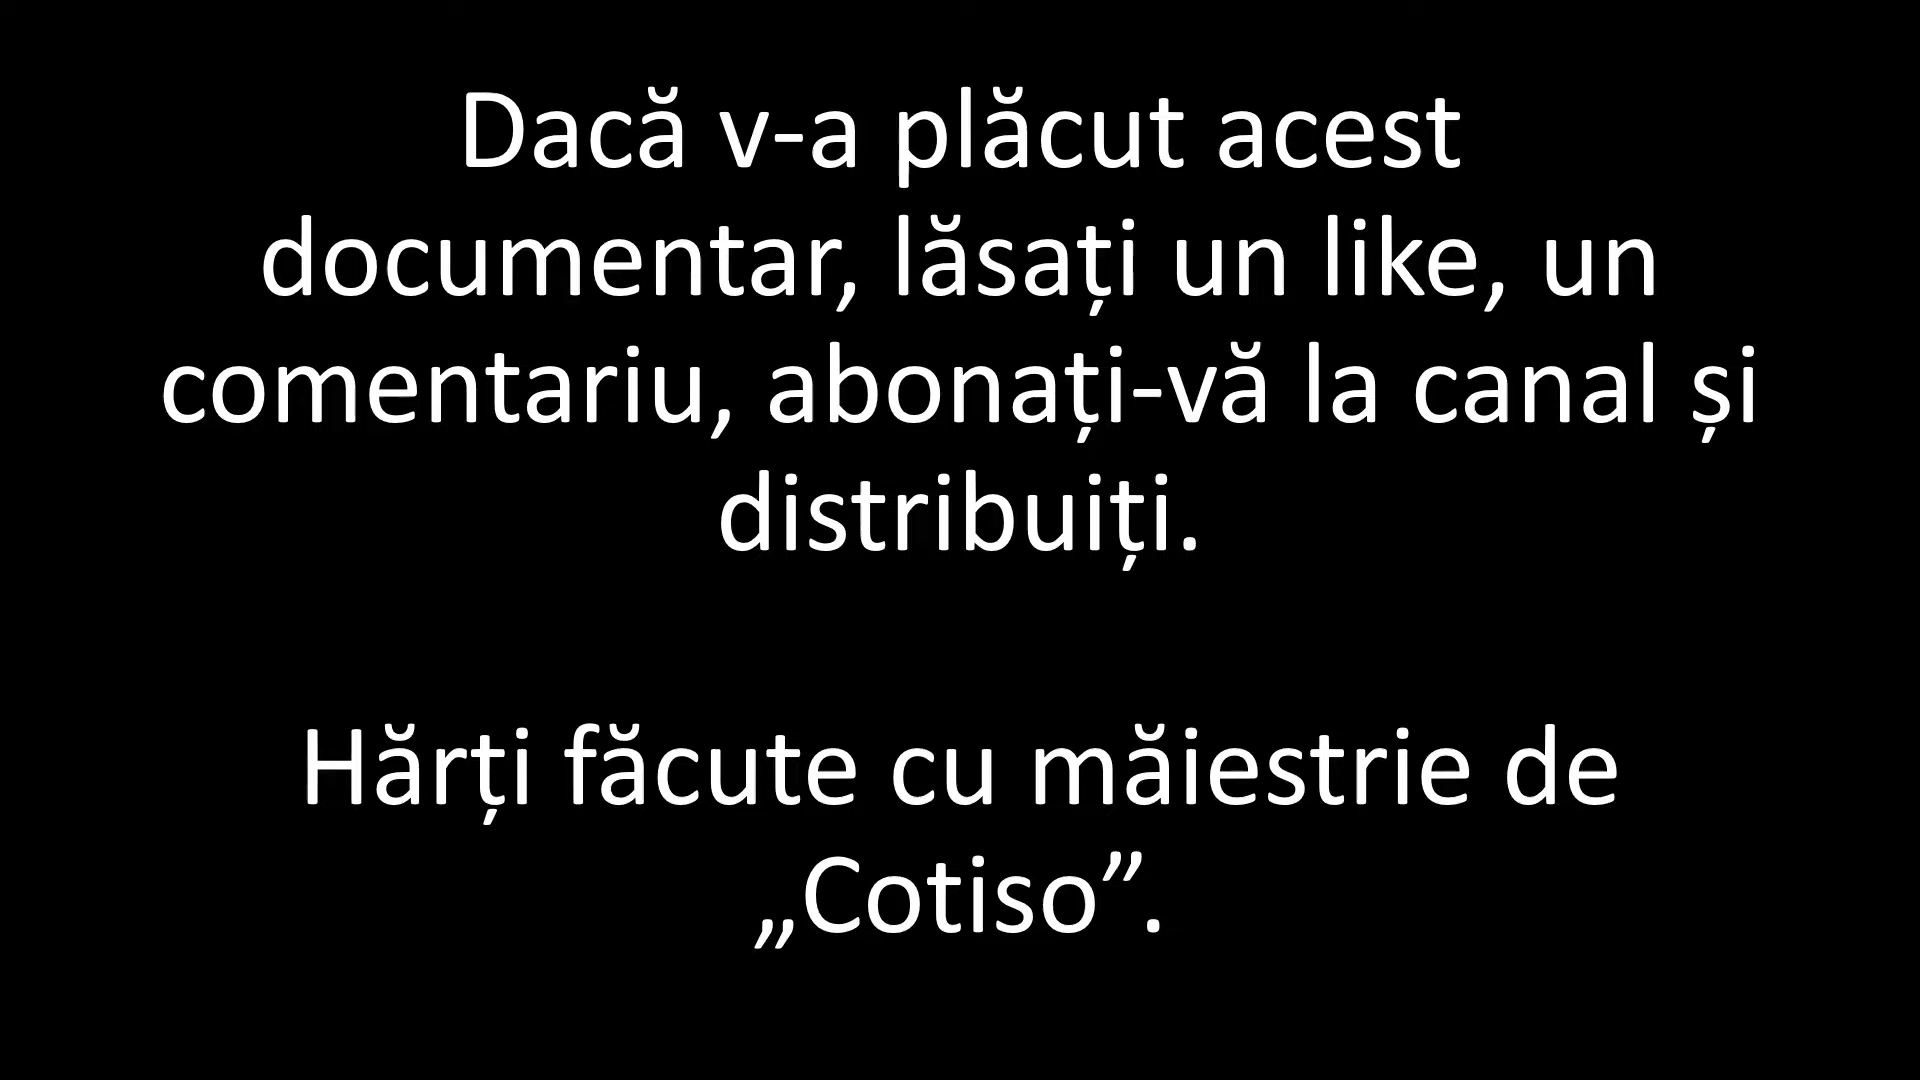 Dacă v-a plăcut acest
documentar, lăsați un like, un
comentariu, abonați-vă la canal și
distribuiți.
Hărți făcute cu măiestrie de
„Cotiso”.